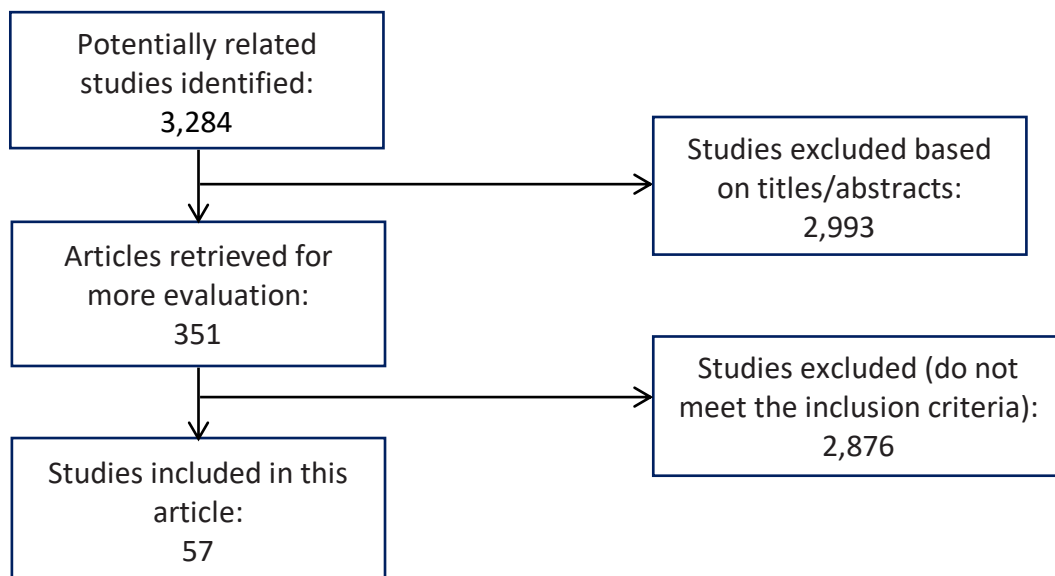 Potentially related
studies identified:
3,284
Studies excluded based
on titles/abstracts:
2,993
Articles retrieved for
more evaluation:
351
Studies excluded (do not
meet the inclusion criteria):
2,876
Studies included in this
article:
57